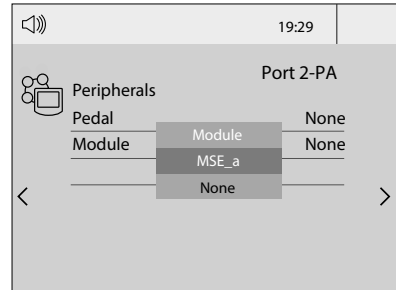 19:29
Port 2-PA
Peripherals
Pedal None
Module None
Module
MSE_a
None